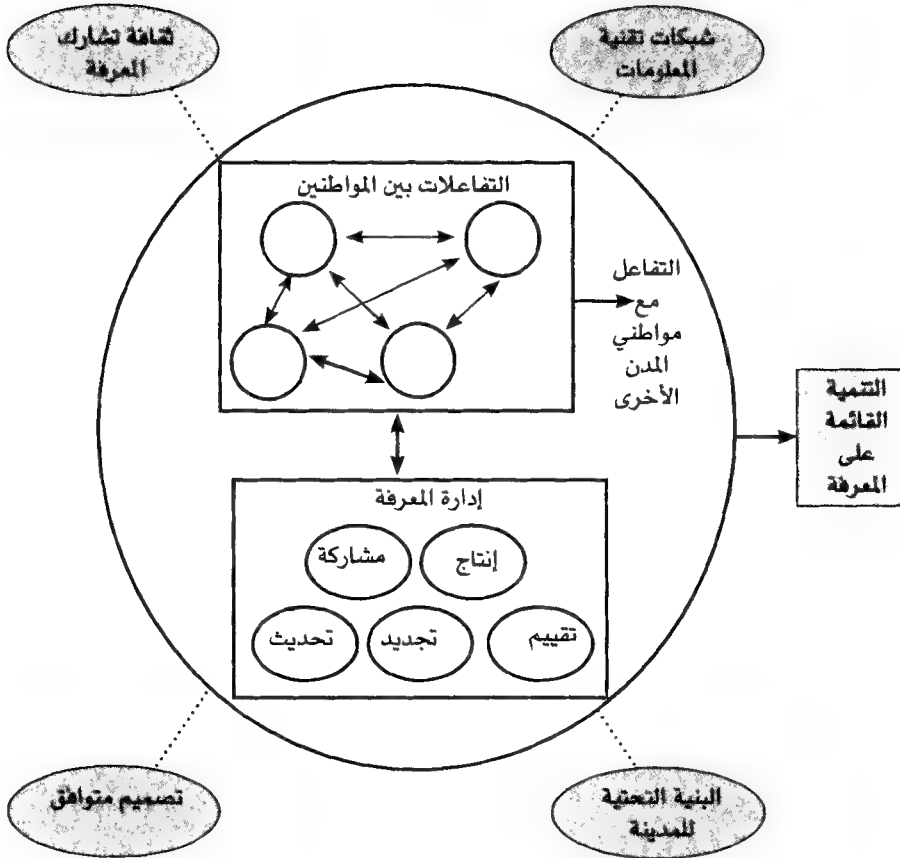 شبكات تقنية
المعلومات
ثقافة تشارك
المعرفة
التفاعلات بين المواطنين
التفاعل
مع
مواطني
المدن
الأخرى
التنمية
القائمة
على
المعرفة
إدارة المعرفة
إنتاج
مشاركة
تقييم
تجديد
تحديث
البنية التحتية
للمدينة
تصميم متوافق